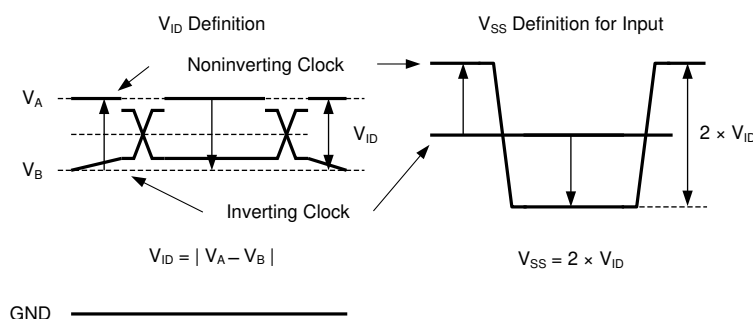 V_ID Definition
V_SS Definition for Input
Noninverting Clock
V_A
V_ID
2 × V_ID
V_B
Inverting Clock
V_ID = | V_A – V_B |
V_SS = 2 × V_ID
GND